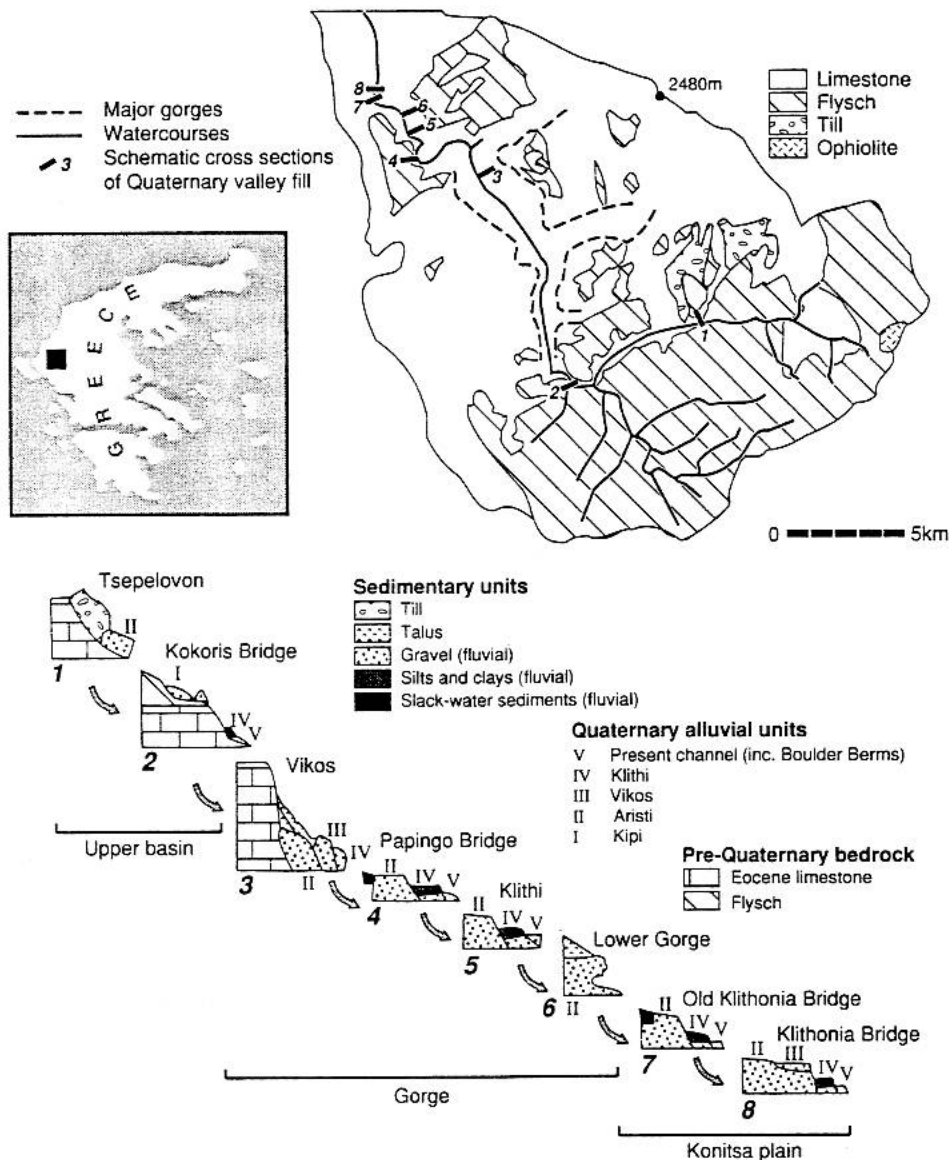 8
7
6
5
4
3
2480m
1
2
Limestone
Flysch
Till
Ophiolite
Major gorges
Watercourses
3 Schematic cross sections
of Quaternary valley fill
GREECE
0 5km
Tsepelovon
II
1
Kokoris Bridge
I
IV
V
2
Upper basin
Sedimentary units
Till
Talus
Gravel (fluvial)
Silts and clays (fluvial)
Slack-water sediments (fluvial)
Quaternary alluvial units
V Present channel (inc. Boulder Berms)
IV Klithi
III Vikos
II Aristi
I Kipi
Pre-Quaternary bedrock
Eocene limestone
Flysch
Vikos
III
IV
II
3
Papingo Bridge
II IV V
4
Klithi
II IV V
5
Lower Gorge
II
6
Old Klithonia Bridge
II IV V
7
Klithonia Bridge
II III IV V
8
Gorge
Konitsa plain